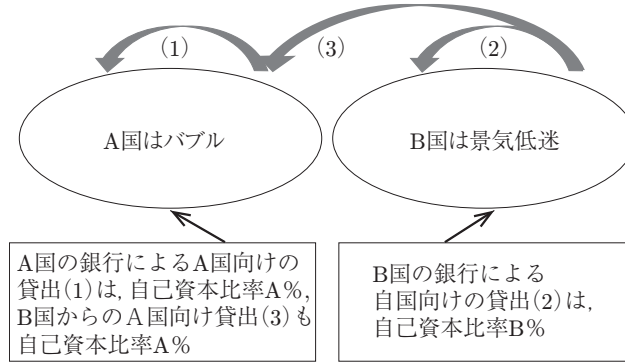 (1)
(3)
(2)
A国はバブル
B国は景気低迷
A国の銀行によるA国向けの
貸出(1)は, 自己資本比率A%,
B国からのA国向け貸出(3)も
自己資本比率A%
B国の銀行による
自国向けの貸出(2)は,
自己資本比率B%